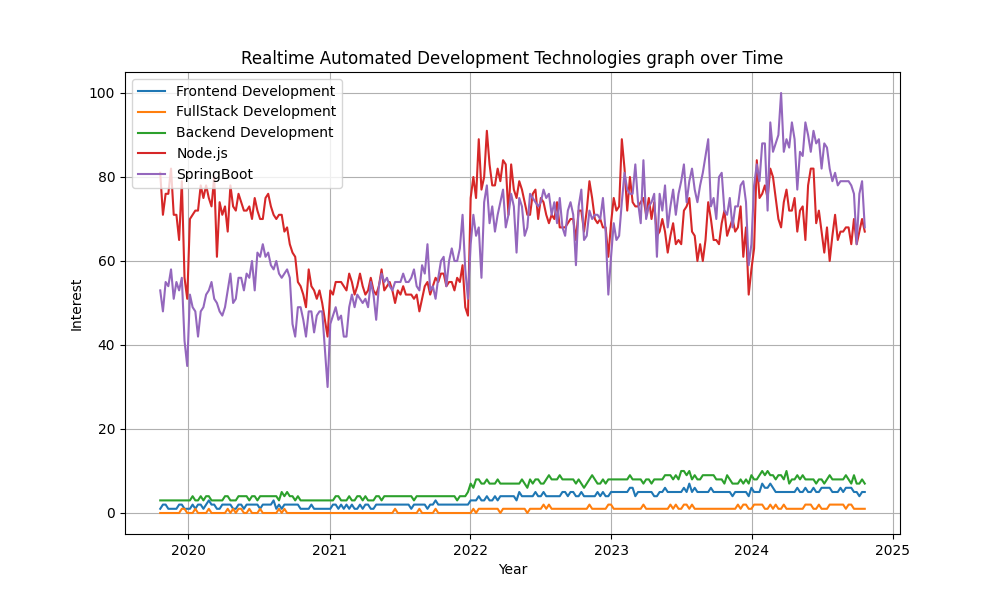 Realtime Automated Development Technologies graph over Time
Frontend Development
FullStack Development
Backend Development
Node.js
SpringBoot
100
80
60
40
20
0
Interest
2020 2021 2022 2023 2024 2025
Year